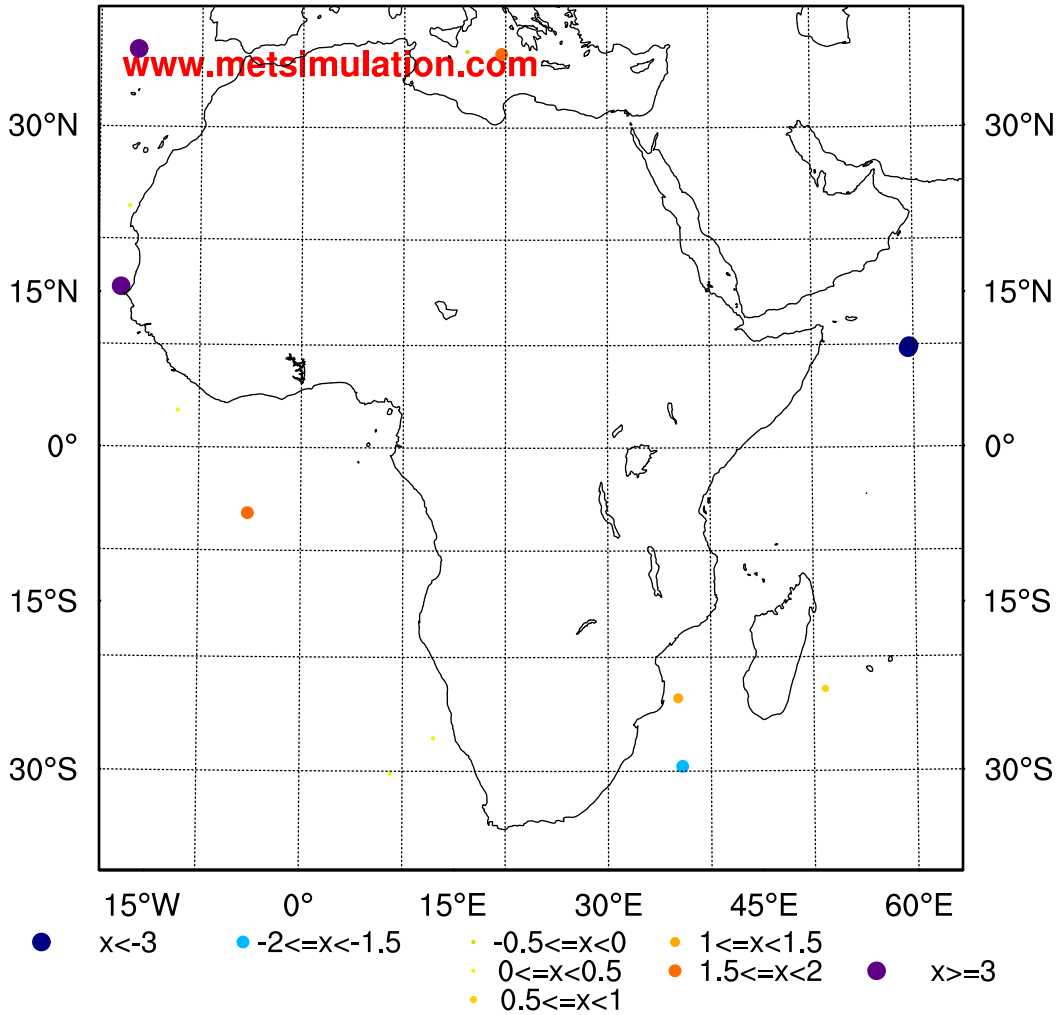 www.metsimulation.com
30°N 30°N
15°N 15°N
0° 0°
15°S 15°S
30°S 30°S
15°W 0° 15°E 30°E 45°E 60°E
x<-3 -2<=x<-1.5 -0.5<=x<0 1<=x<1.5
0<=x<0.5 1.5<=x<2 x>=3
0.5<=x<1